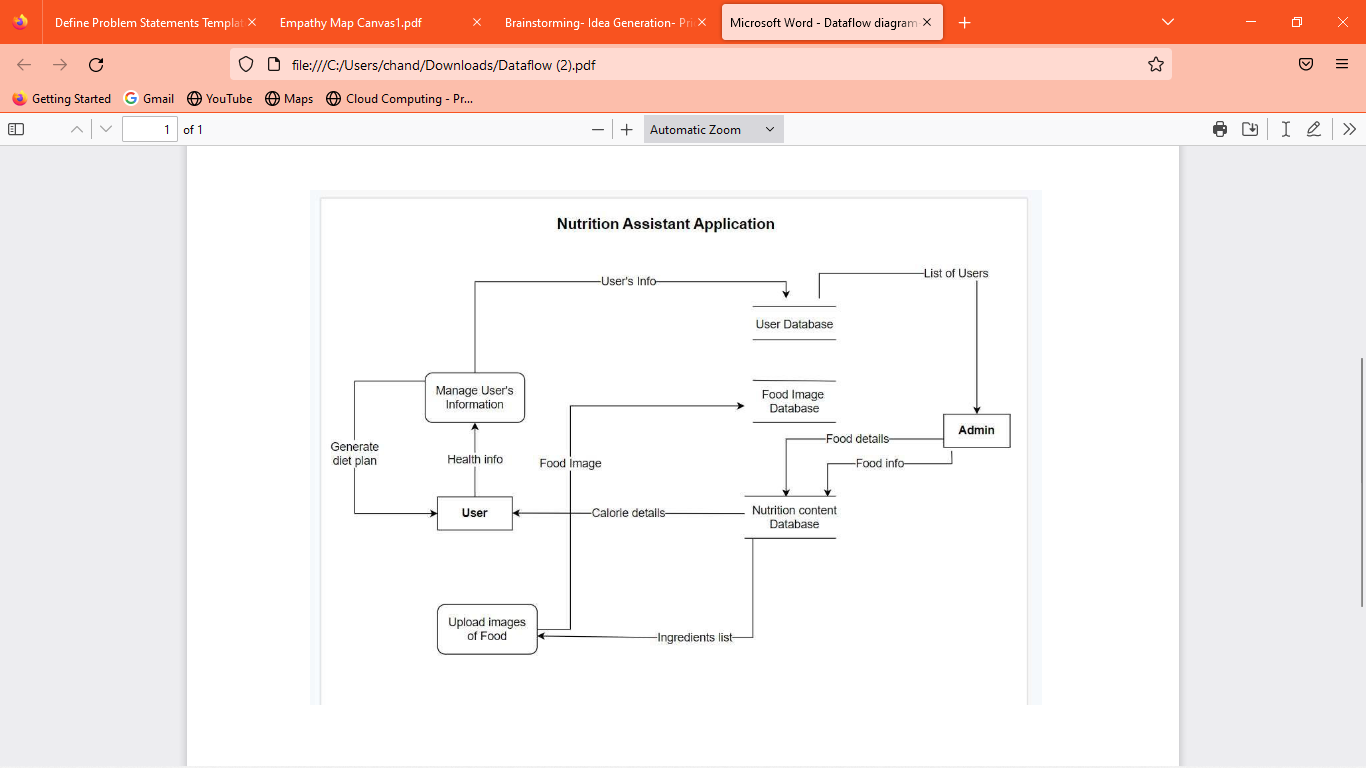 Define Problem Statements Templat
Empathy Map Canvas1.pdf
Brainstorming- Idea Generation- Pri
Microsoft Word - Dataflow diagram
file:///C:/Users/chand/Downloads/Dataflow (2).pdf
Getting Started
Gmail
YouTube
Maps
Cloud Computing - Pr...
1 of 1
Automatic Zoom
Nutrition Assistant Application
List of Users
User's Info
User Database
Manage User's
Information
Food Image
Database
Admin
Food details
Generate
diet plan
Health info
Food Image
Food info
User
Calorie details
Nutrition content
Database
Upload images
of Food
Ingredients list